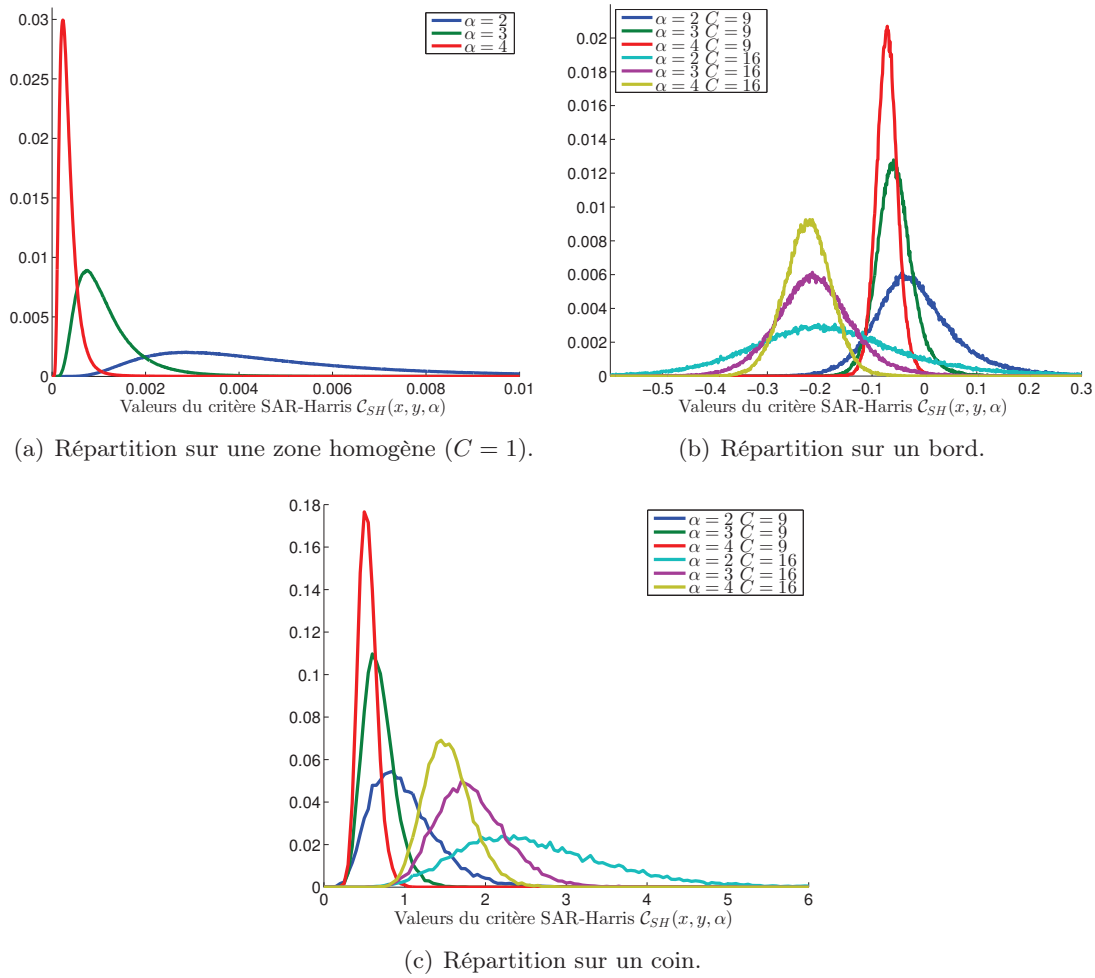 0.03
0.025
0.02
0.015
0.01
0.005
0
0 0.002 0.004 0.006 0.008 0.01
α = 2
α = 3
α = 4
Valeurs du critère SAR-Harris C_SH(x, y, α)
(a) Répartition sur une zone homogène (C = 1).
0.02
0.018
0.016
0.014
0.012
0.01
0.008
0.006
0.004
0.002
0
−0.5 −0.4 −0.3 −0.2 −0.1 0 0.1 0.2 0.3
α = 2 C = 9
α = 3 C = 9
α = 4 C = 9
α = 2 C = 16
α = 3 C = 16
α = 4 C = 16
Valeurs du critère SAR-Harris C_SH(x, y, α)
(b) Répartition sur un bord.
0.18
0.16
0.14
0.12
0.1
0.08
0.06
0.04
0.02
0
0 1 2 3 4 5 6
α = 2 C = 9
α = 3 C = 9
α = 4 C = 9
α = 2 C = 16
α = 3 C = 16
α = 4 C = 16
Valeurs du critère SAR-Harris C_SH(x, y, α)
(c) Répartition sur un coin.